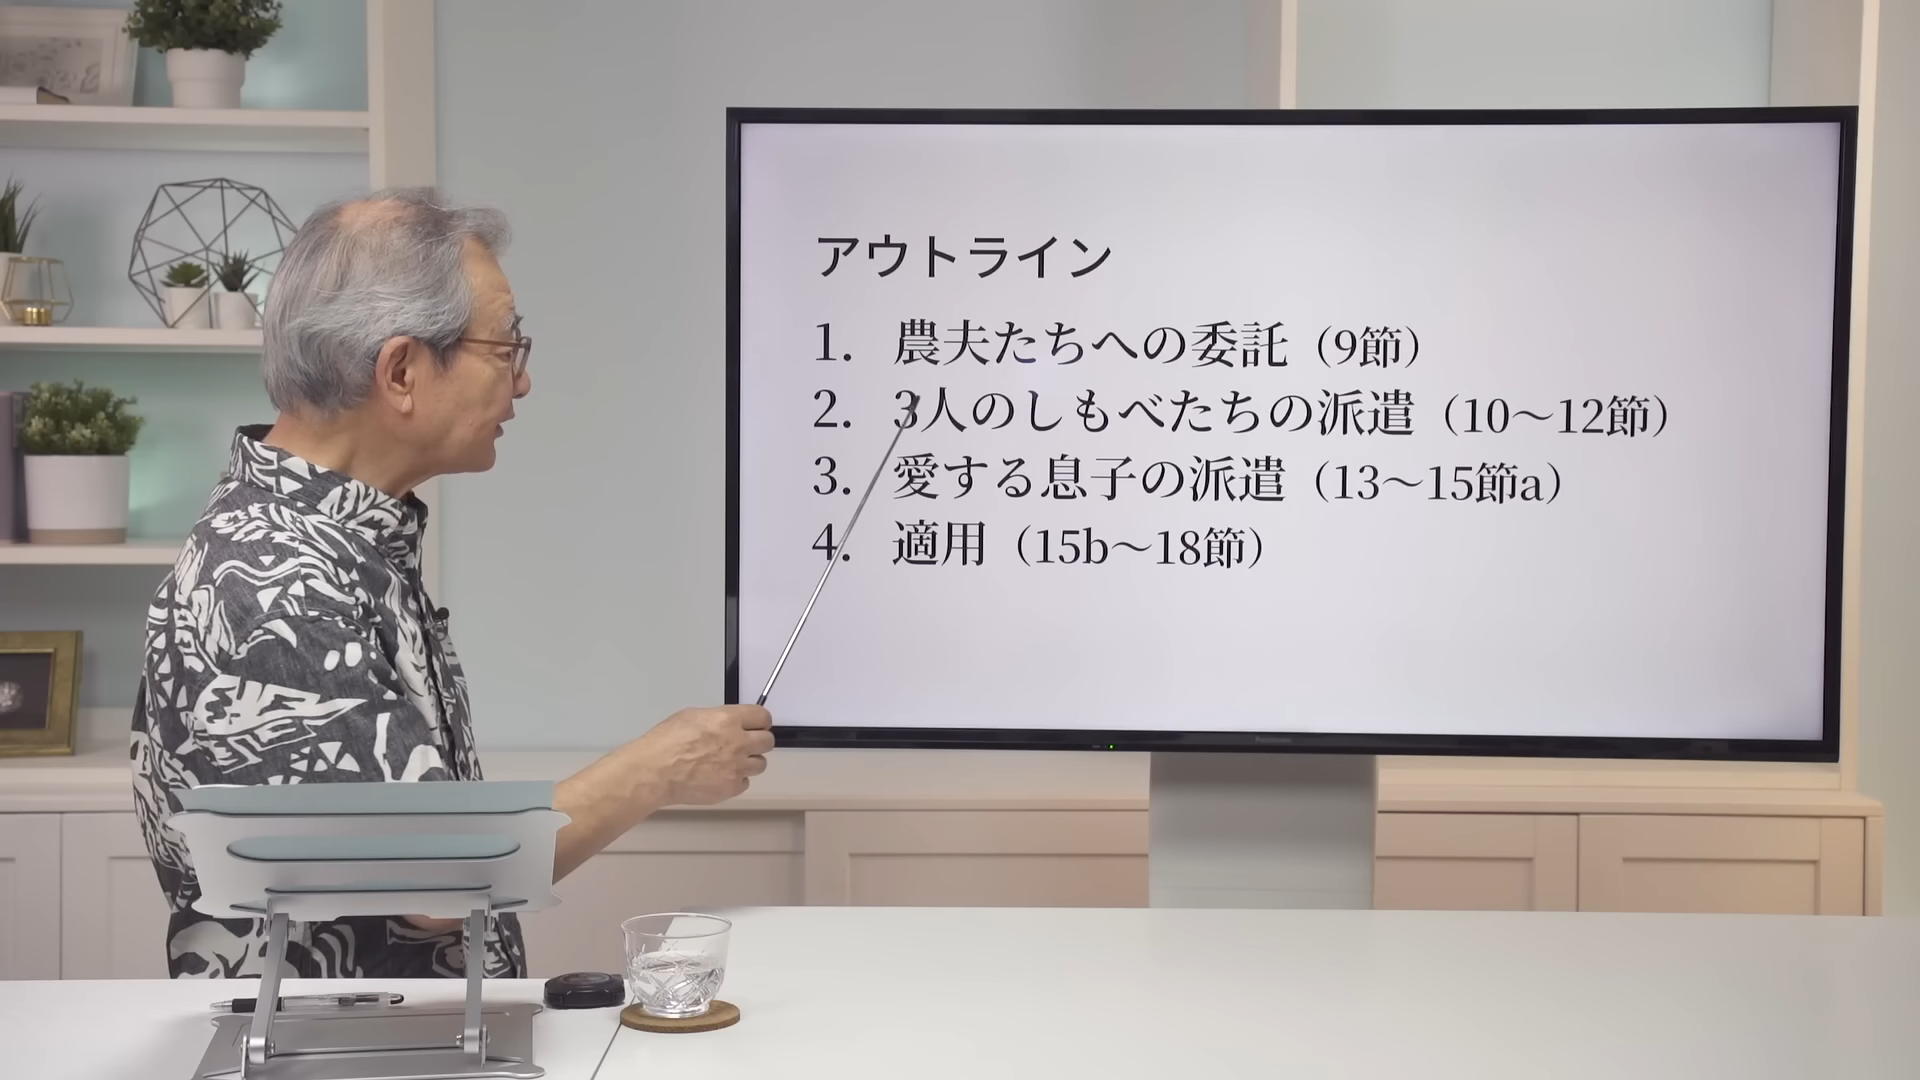 アウトライン
1. 農夫たちへの委託（9節）
2. 3人のしもべたちの派遣（10〜12節）
3. 愛する息子の派遣（13〜15節a）
4. 適用（15b〜18節）